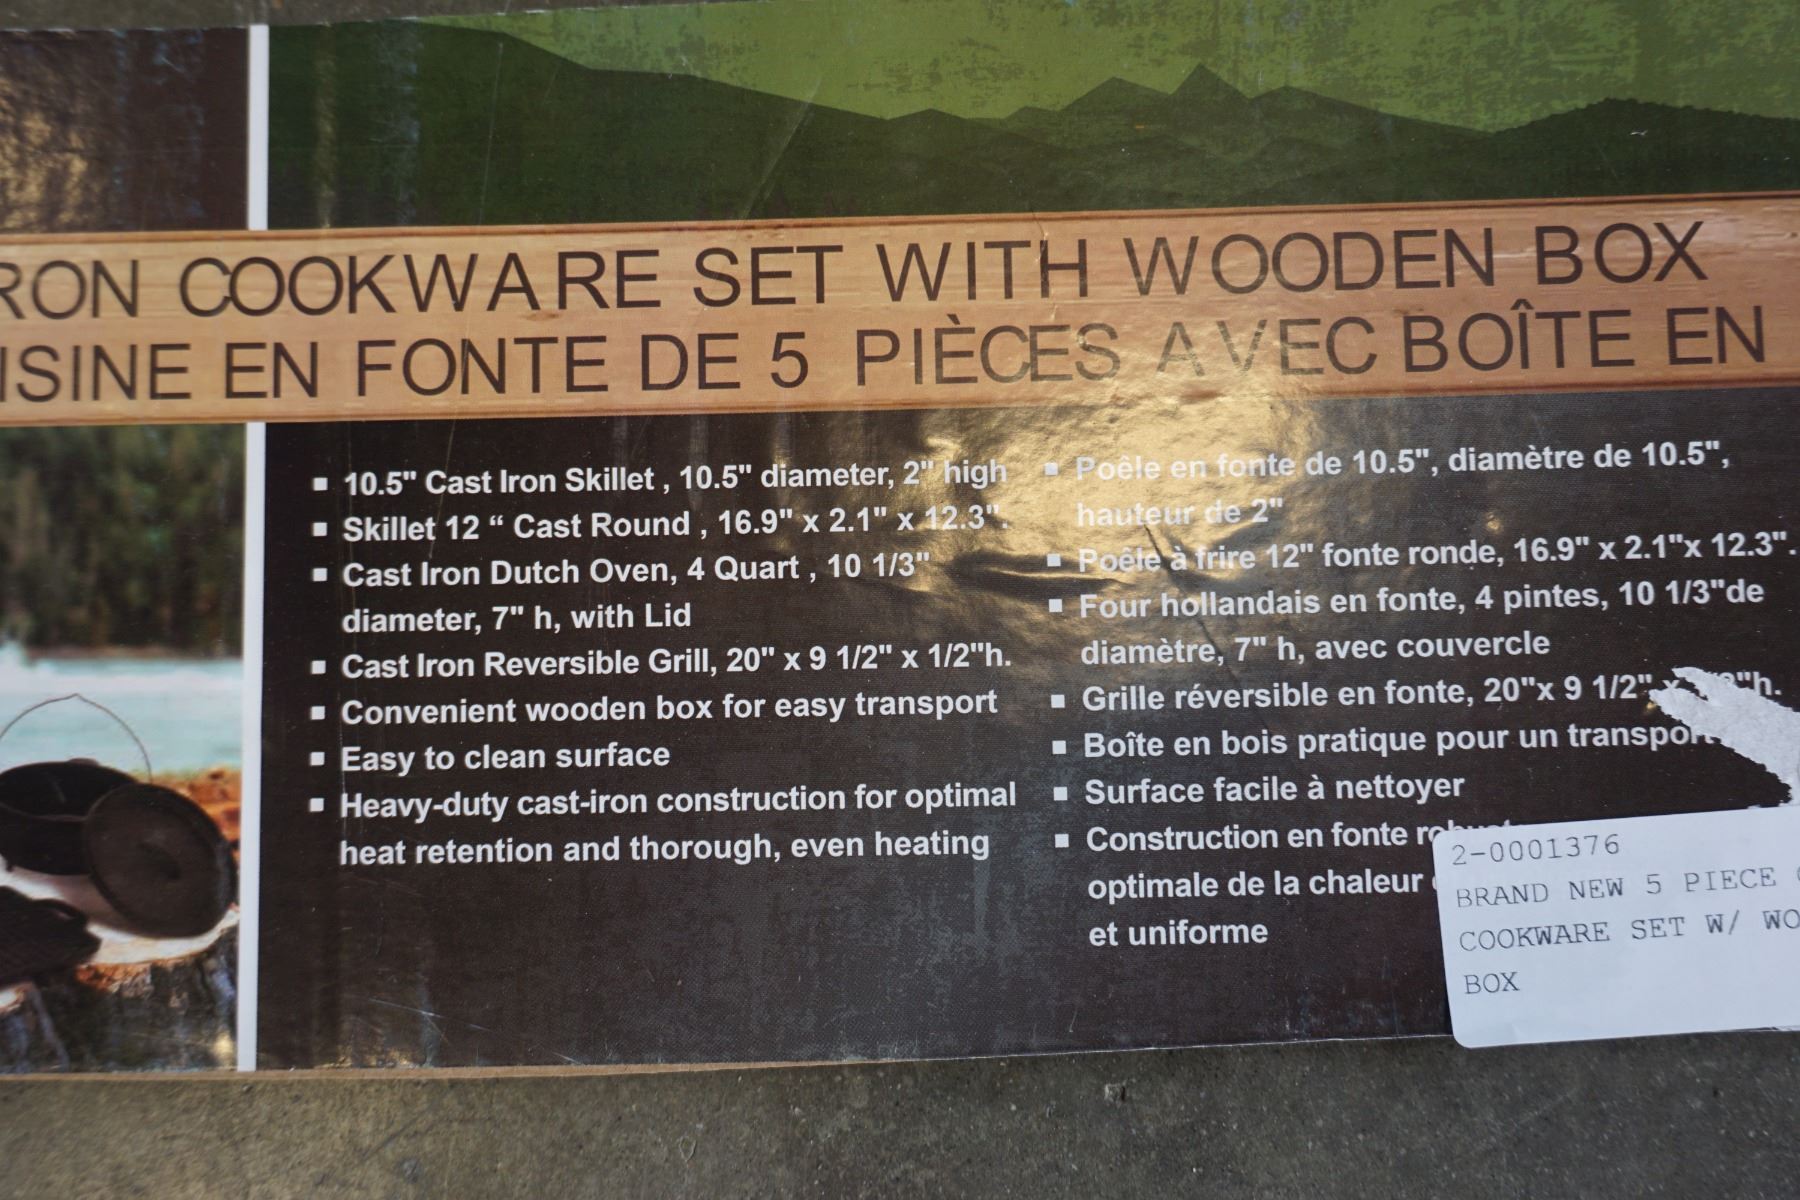 RON COOKWARE SET WITH WOODEN BOX
ISINE EN FONTE DE 5 PIÈCES AVEC BOÎTE EN
▪ 10.5" Cast Iron Skillet , 10.5" diameter, 2" high
▪ Skillet 12 “ Cast Round , 16.9" x 2.1" x 12.3".
▪ Cast Iron Dutch Oven, 4 Quart , 10 1/3"
diameter, 7" h, with Lid
▪ Cast Iron Reversible Grill, 20" x 9 1/2" x 1/2"h.
▪ Convenient wooden box for easy transport
▪ Easy to clean surface
▪ Heavy-duty cast-iron construction for optimal
heat retention and thorough, even heating
▪ Poêle en fonte de 10.5", diamètre de 10.5",
hauteur de 2"
▪ Poêle à frire 12" fonte ronde, 16.9" x 2.1"x 12.3".
▪ Four hollandais en fonte, 4 pintes, 10 1/3"de
diamètre, 7" h, avec couvercle
▪ Grille réversible en fonte, 20"x 9 1/2" x "h.
▪ Boîte en bois pratique pour un transport
▪ Surface facile à nettoyer
▪ Construction en fonte
optimale de la chaleur
et uniforme
2-0001376
BRAND NEW 5 PIECE
COOKWARE SET W/ WO
BOX